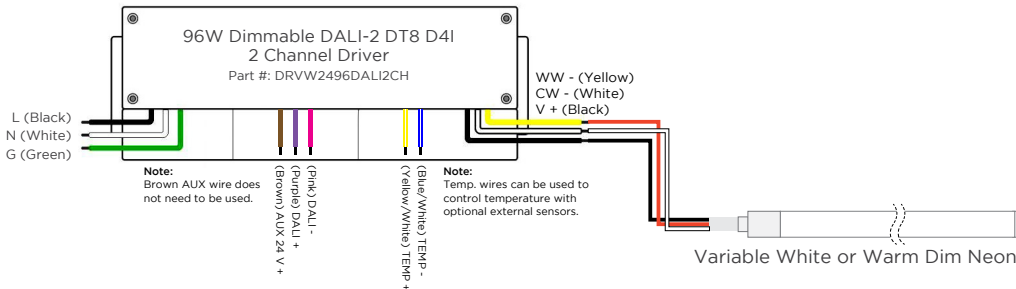 96W Dimmable DALI-2 DT8 D4I
2 Channel Driver
Part #: DRVW2496DALI2CH
WW - (Yellow)
CW - (White)
V + (Black)
L (Black)
N (White)
G (Green)
Note:
Brown AUX wire does
not need to be used.
(Brown) AUX 24 V +
(Purple) DALI +
(Pink) DALI -
(Yellow/White) TEMP +
(Blue/White) TEMP -
Note:
Temp. wires can be used to
control temperature with
optional external sensors.
Variable White or Warm Dim Neon